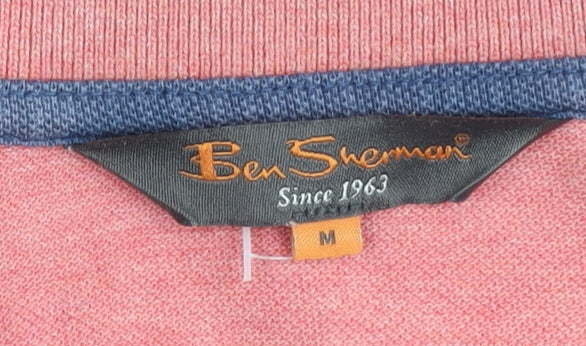 Ben Sherman®
Since 1963
M